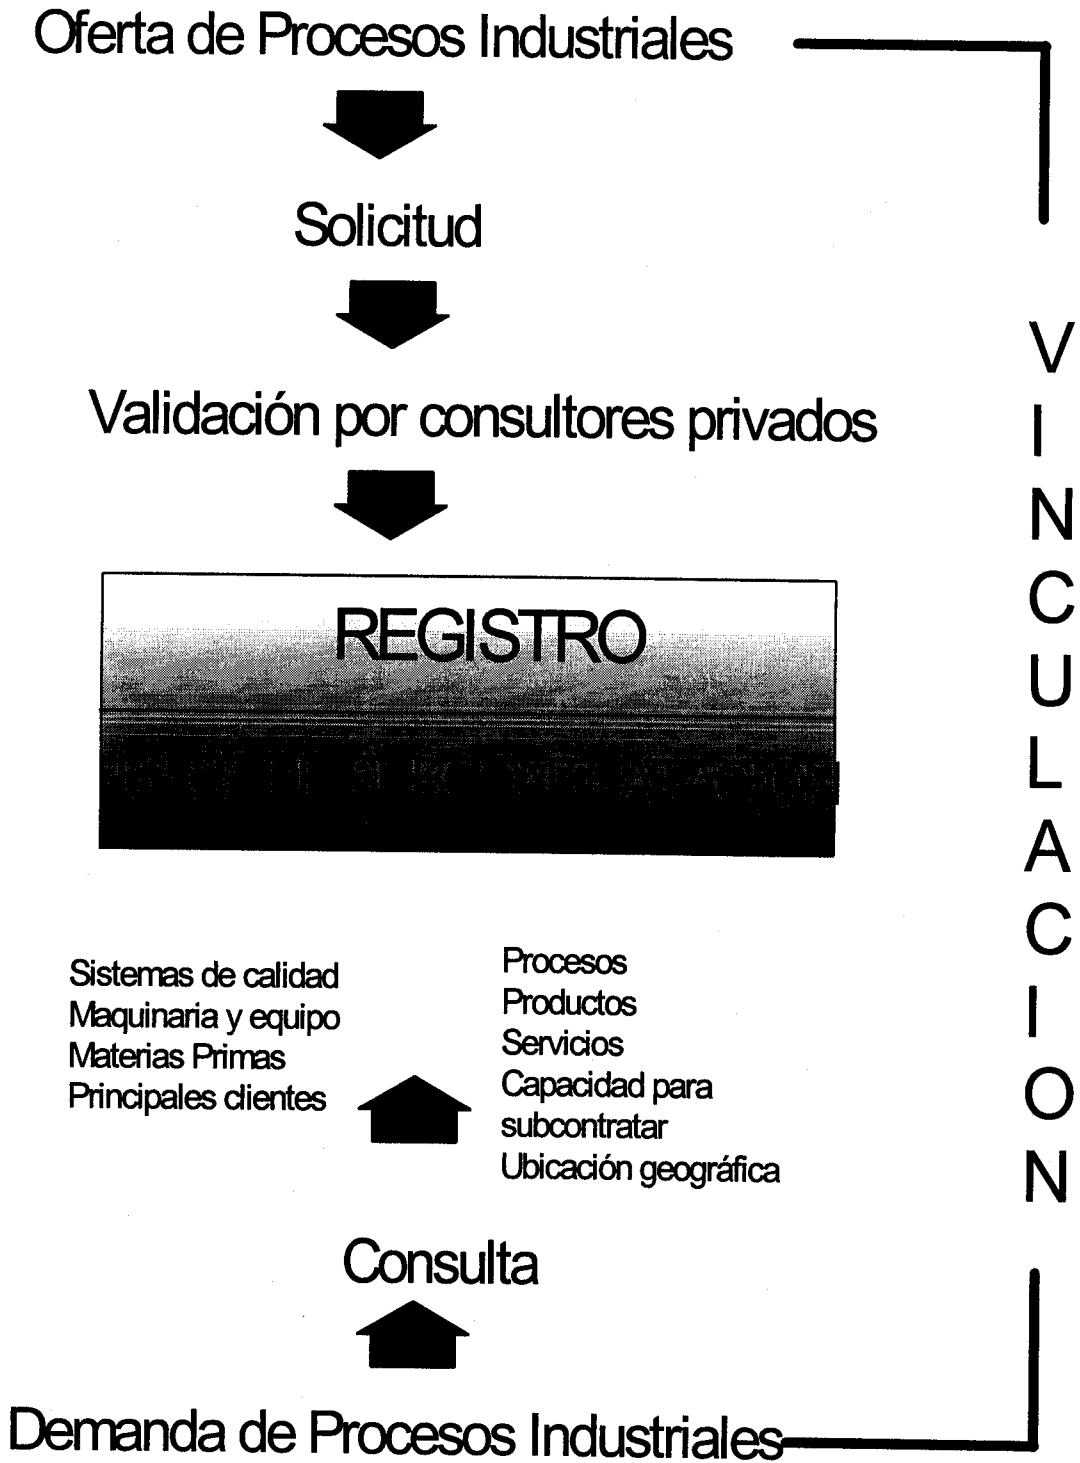 Oferta de Procesos Industriales
Solicitud
Validación por consultores privados
REGISTRO
Sistemas de calidad
Maquinaria y equipo
Materias Primas
Principales clientes
Procesos
Productos
Servicios
Capacidad para
subcontratar
Ubicación geográfica
Consulta
Demanda de Procesos Industriales
V
I
N
C
U
L
A
C
I
O
N